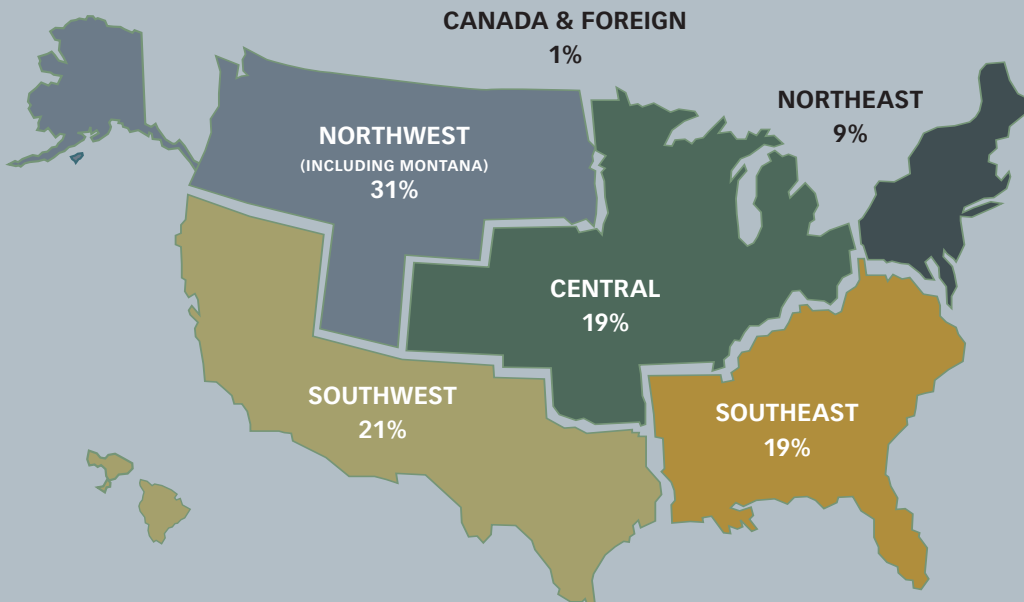 CANADA & FOREIGN
1%
NORTHEAST
9%
NORTHWEST
(INCLUDING MONTANA)
31%
CENTRAL
19%
SOUTHWEST
21%
SOUTHEAST
19%